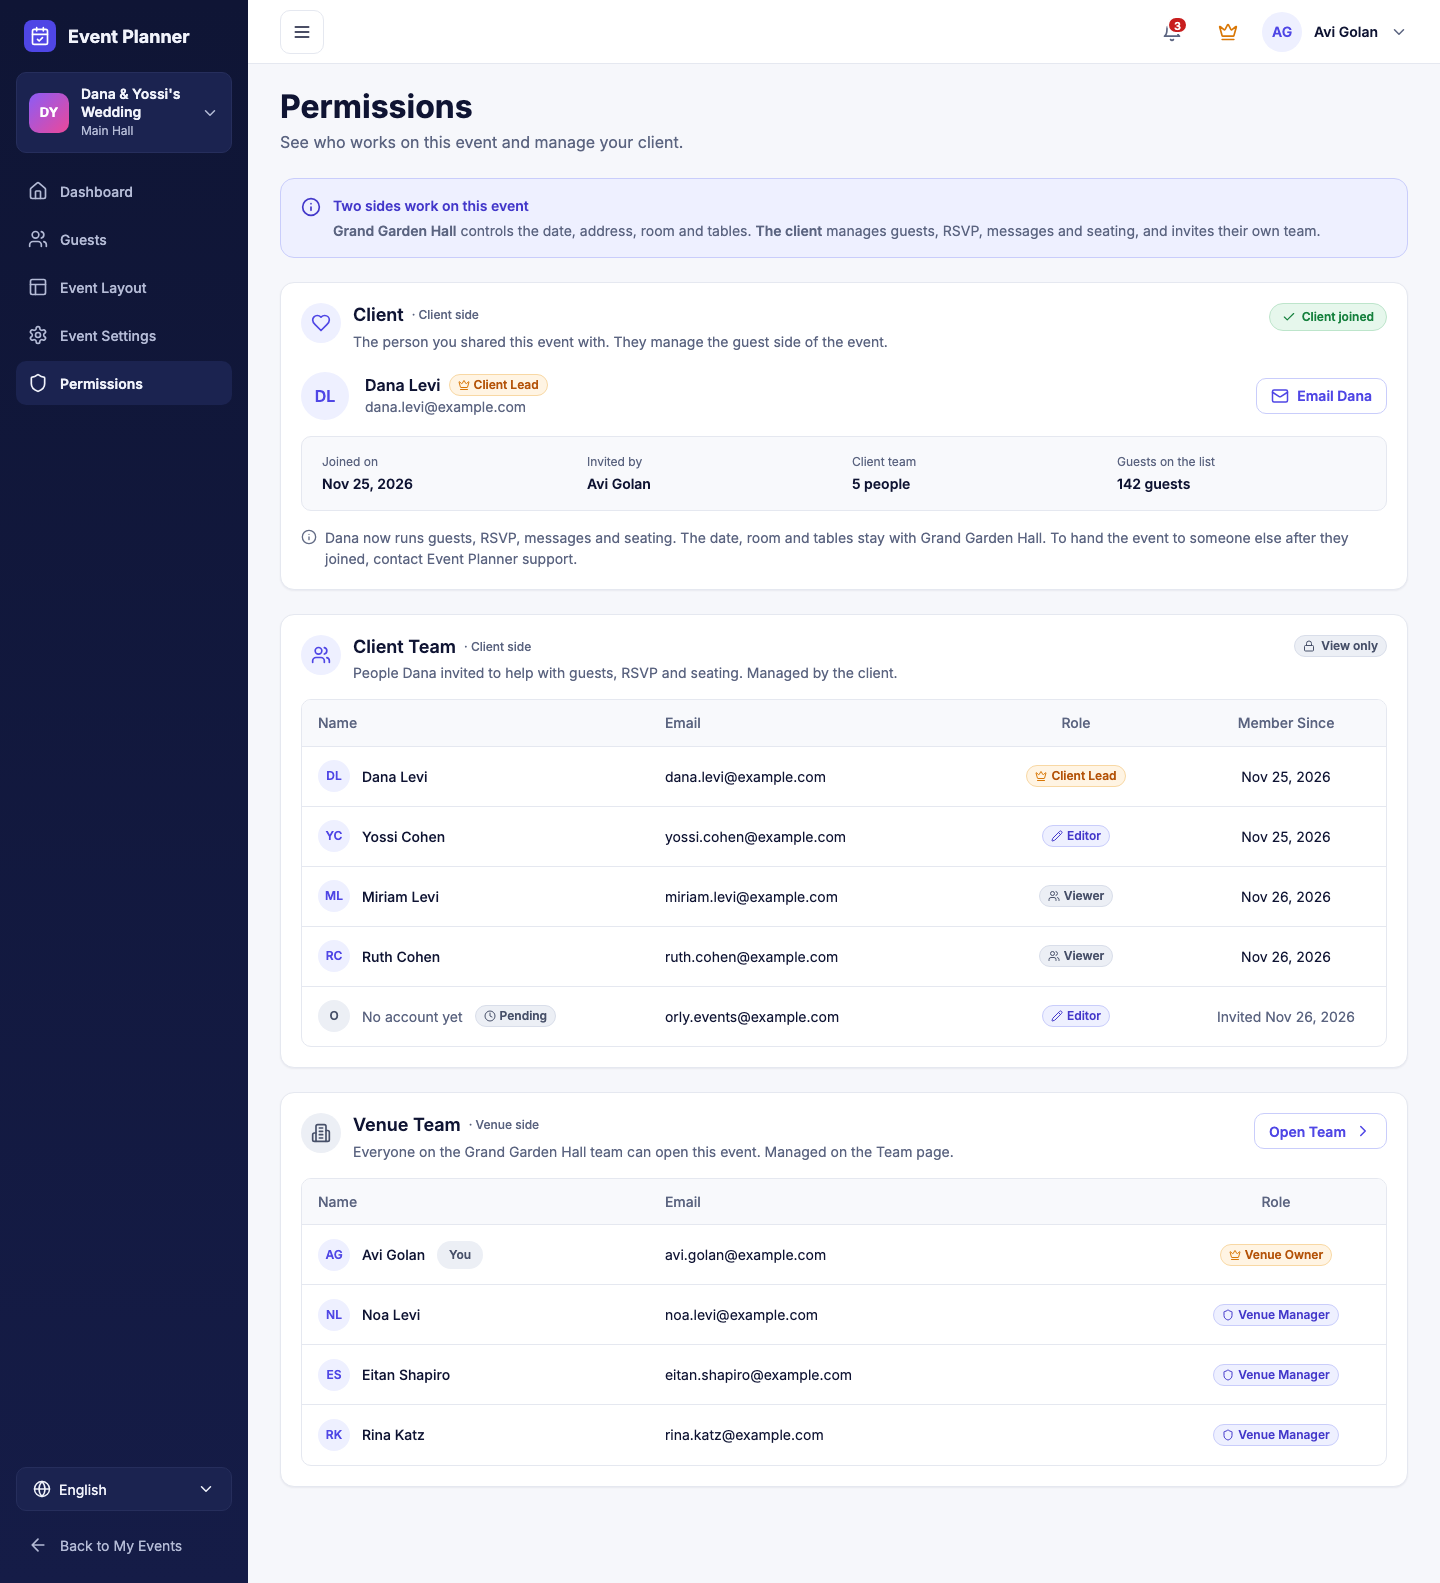 Event Planner
DY
Dana & Yossi's
Wedding
Main Hall
Dashboard
Guests
Event Layout
Event Settings
Permissions
English
Back to My Events
3
AG
Avi Golan
Permissions
See who works on this event and manage your client.
Two sides work on this event
Grand Garden Hall controls the date, address, room and tables. The client manages guests, RSVP, messages and seating, and invites their own team.
Client · Client side
Client joined
The person you shared this event with. They manage the guest side of the event.
DL
Dana Levi
Client Lead
dana.levi@example.com
Email Dana
Joined on
Nov 25, 2026
Invited by
Avi Golan
Client team
5 people
Guests on the list
142 guests
Dana now runs guests, RSVP, messages and seating. The date, room and tables stay with Grand Garden Hall. To hand the event to someone else after they
joined, contact Event Planner support.
Client Team · Client side
View only
People Dana invited to help with guests, RSVP and seating. Managed by the client.
Name Email Role Member Since
DL Dana Levi dana.levi@example.com Client Lead Nov 25, 2026
YC Yossi Cohen yossi.cohen@example.com Editor Nov 25, 2026
ML Miriam Levi miriam.levi@example.com Viewer Nov 26, 2026
RC Ruth Cohen ruth.cohen@example.com Viewer Nov 26, 2026
O No account yet Pending orly.events@example.com Editor Invited Nov 26, 2026
Venue Team · Venue side
Open Team
Everyone on the Grand Garden Hall team can open this event. Managed on the Team page.
Name Email Role
AG Avi Golan You avi.golan@example.com Venue Owner
NL Noa Levi noa.levi@example.com Venue Manager
ES Eitan Shapiro eitan.shapiro@example.com Venue Manager
RK Rina Katz rina.katz@example.com Venue Manager